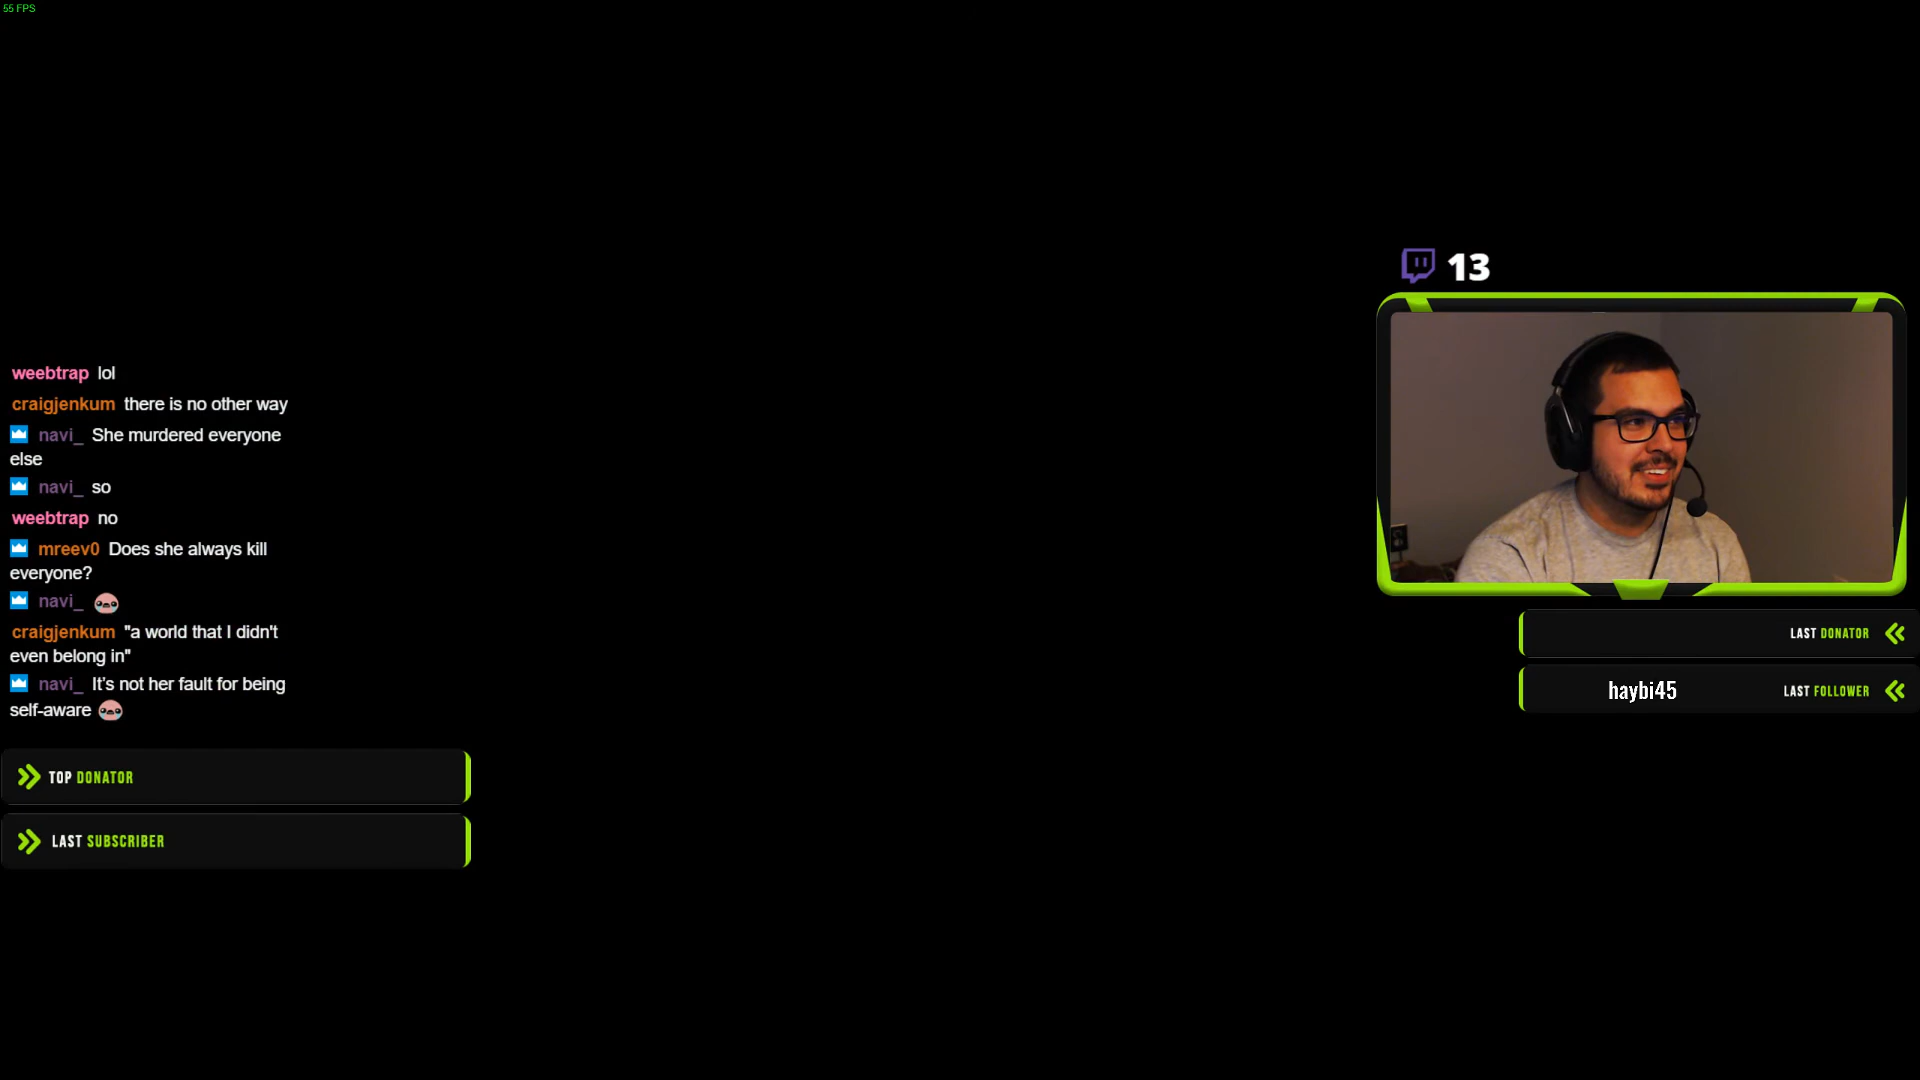 55 FPS
13
weebtrap lol
craigjenkum there is no other way
navi_ She murdered everyone
else
navi_ so
weebtrap no
mreev0 Does she always kill
everyone?
navi_
craigjenkum "a world that I didn't
even belong in"
navi_ It's not her fault for being
self-aware
LAST DONATOR
haybi45 LAST FOLLOWER
TOP DONATOR
LAST SUBSCRIBER